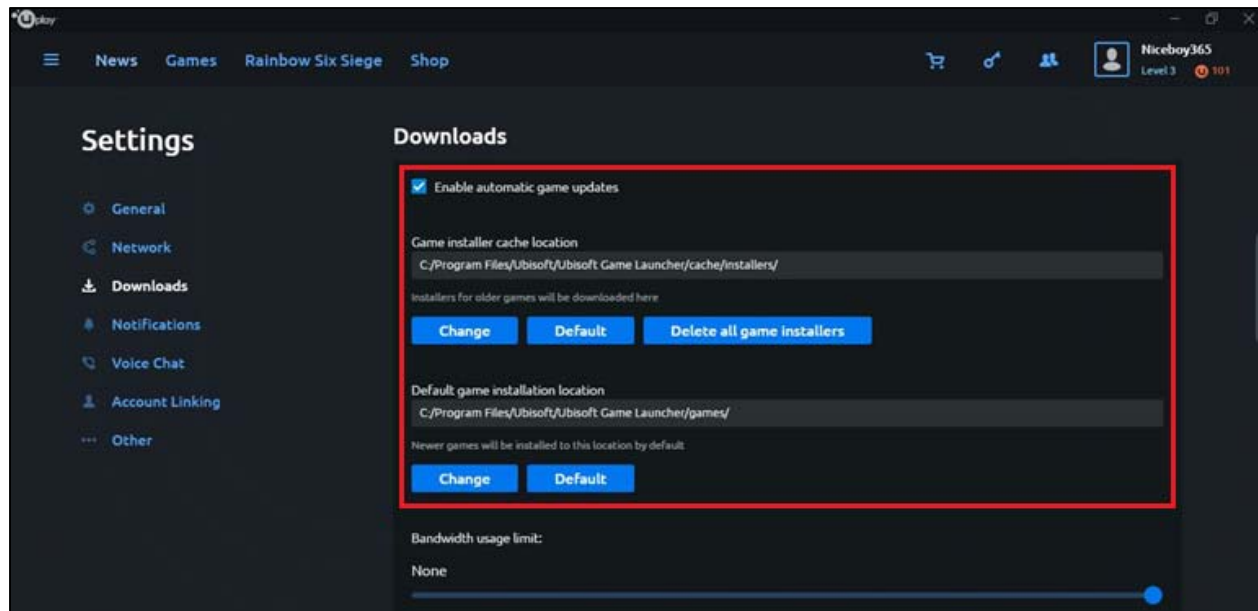 Uplay
News Games Rainbow Six Siege Shop
Niceboy365
Level 3 101
Settings
General
Network
Downloads
Notifications
Voice Chat
Account Linking
Other
Downloads
Enable automatic game updates
Game installer cache location
C:/Program Files/Ubisoft/Ubisoft Game Launcher/cache/installers/
Installers for older games will be downloaded here
Change Default Delete all game installers
Default game installation location
C:/Program Files/Ubisoft/Ubisoft Game Launcher/games/
Newer games will be installed to this location by default
Change Default
Bandwidth usage limit:
None